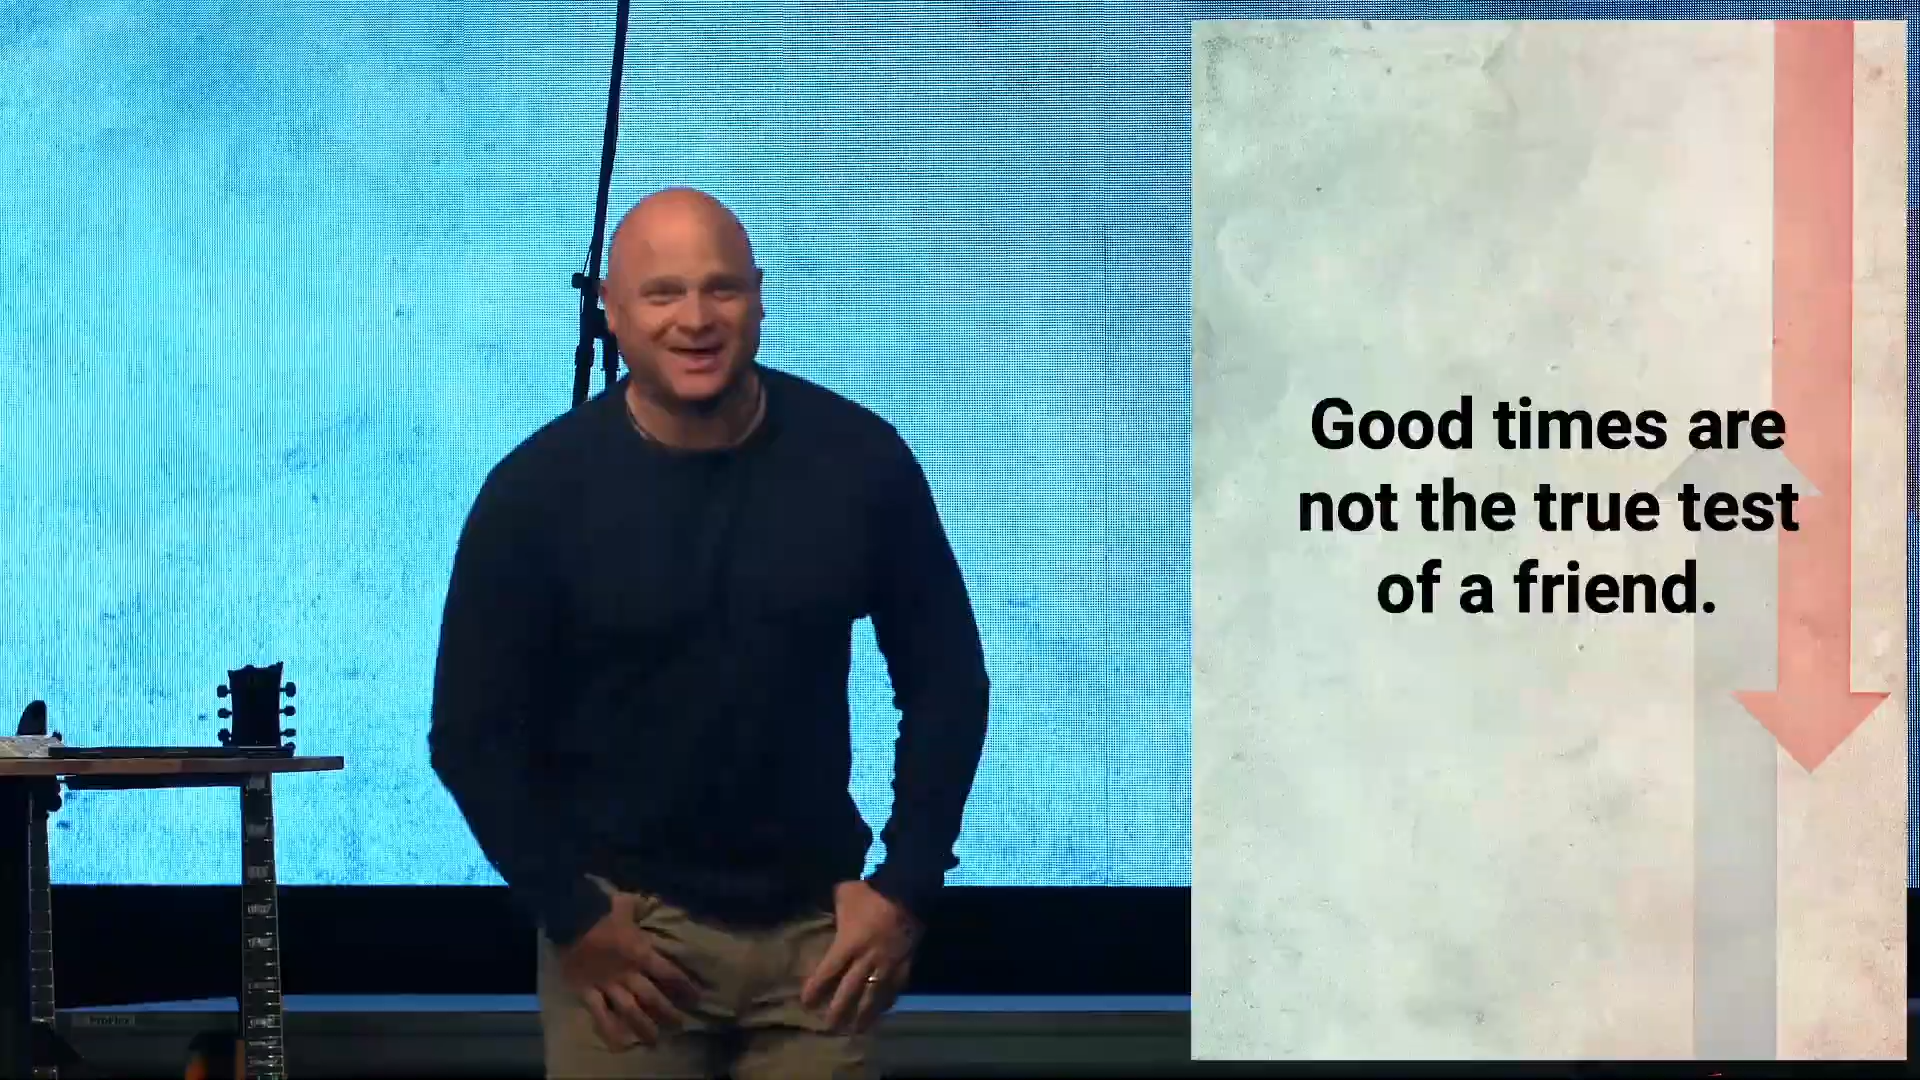 Good times are
not the true test
of a friend.